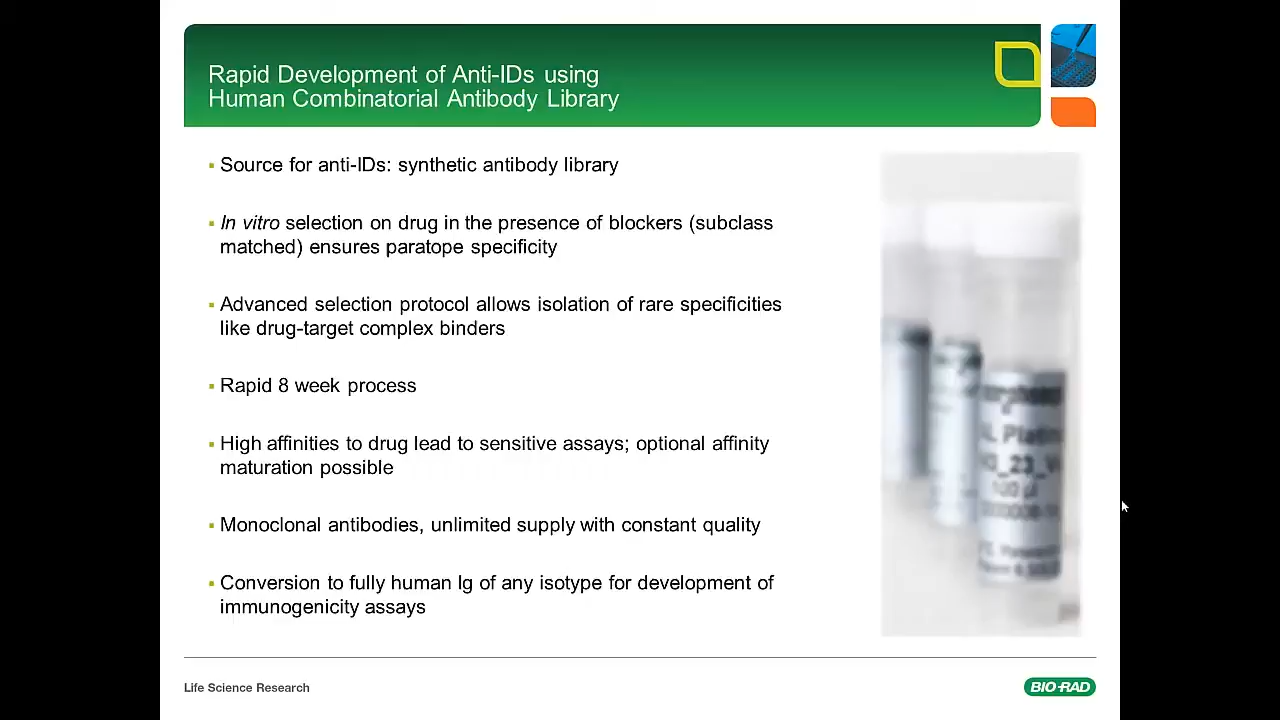 Rapid Development of Anti-IDs using
Human Combinatorial Antibody Library
Source for anti-IDs: synthetic antibody library
In vitro selection on drug in the presence of blockers (subclass
matched) ensures paratope specificity
Advanced selection protocol allows isolation of rare specificities
like drug-target complex binders
Rapid 8 week process
High affinities to drug lead to sensitive assays; optional affinity
maturation possible
Monoclonal antibodies, unlimited supply with constant quality
Conversion to fully human Ig of any isotype for development of
immunogenicity assays
Life Science Research
BIO-RAD